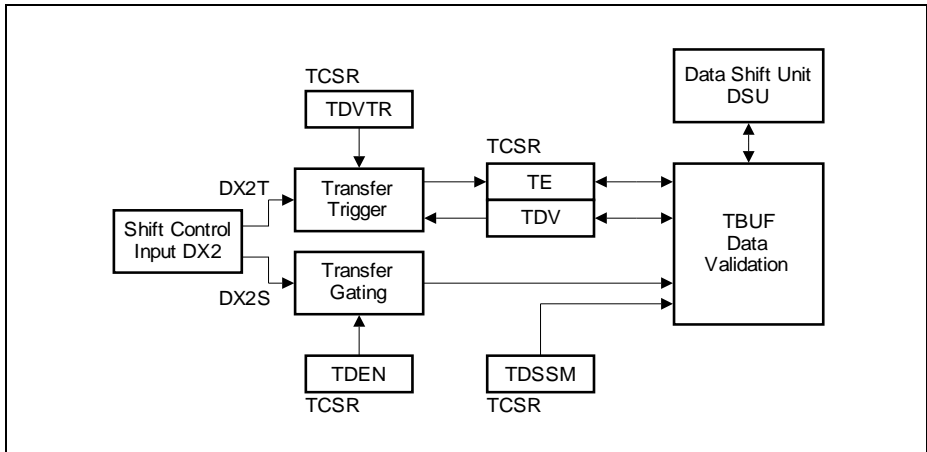 TCSR
TDVTR
Data Shift Unit
DSU
TCSR
DX2T
Transfer
Trigger
TE
TDV
Shift Control
Input DX2
TBUF
Data
Validation
DX2S
Transfer
Gating
TDEN
TCSR
TDSSM
TCSR